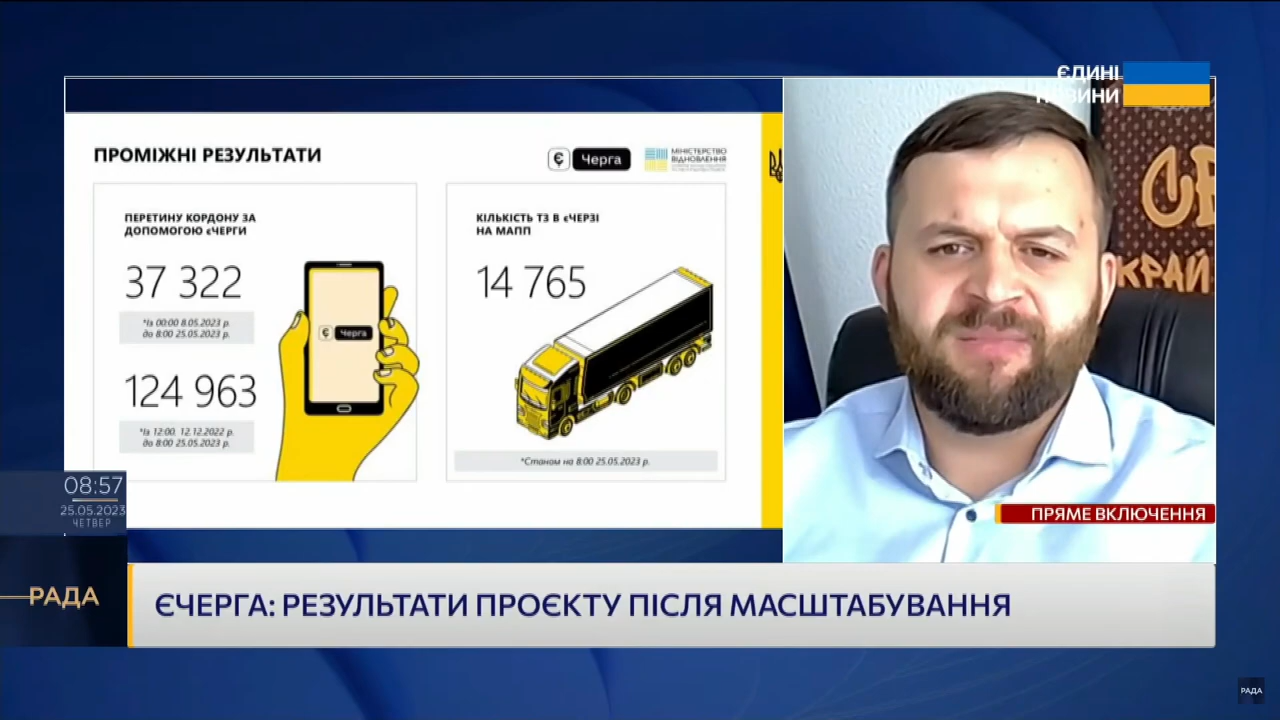 ЄДИНІ
НОВИНИ
ПРОМІЖНІ РЕЗУЛЬТАТИ
Є Черга
МІНІСТЕРСТВО
ВІДНОВЛЕННЯ
ПЕРЕТИНУ КОРДОНУ ЗА
ДОПОМОГОЮ єЧЕРГИ
37 322
*Із 00:00 8.05.2023 р.
до 8:00 25.05.2023 р.
124 963
*Із 12:00. 12.12.2022 р.
до 8:00 25.05.2023 р.
Є Черга
КІЛЬКІСТЬ ТЗ В єЧЕРЗІ
НА МАПП
14 765
*Станом на 8:00 25.05.2023 р.
КРАЇ
08:57
25.05.2023
ЧЕТВЕР
ПРЯМЕ ВКЛЮЧЕННЯ
РАДА
ЄЧЕРГА: РЕЗУЛЬТАТИ ПРОЄКТУ ПІСЛЯ МАСШТАБУВАННЯ
РАДА